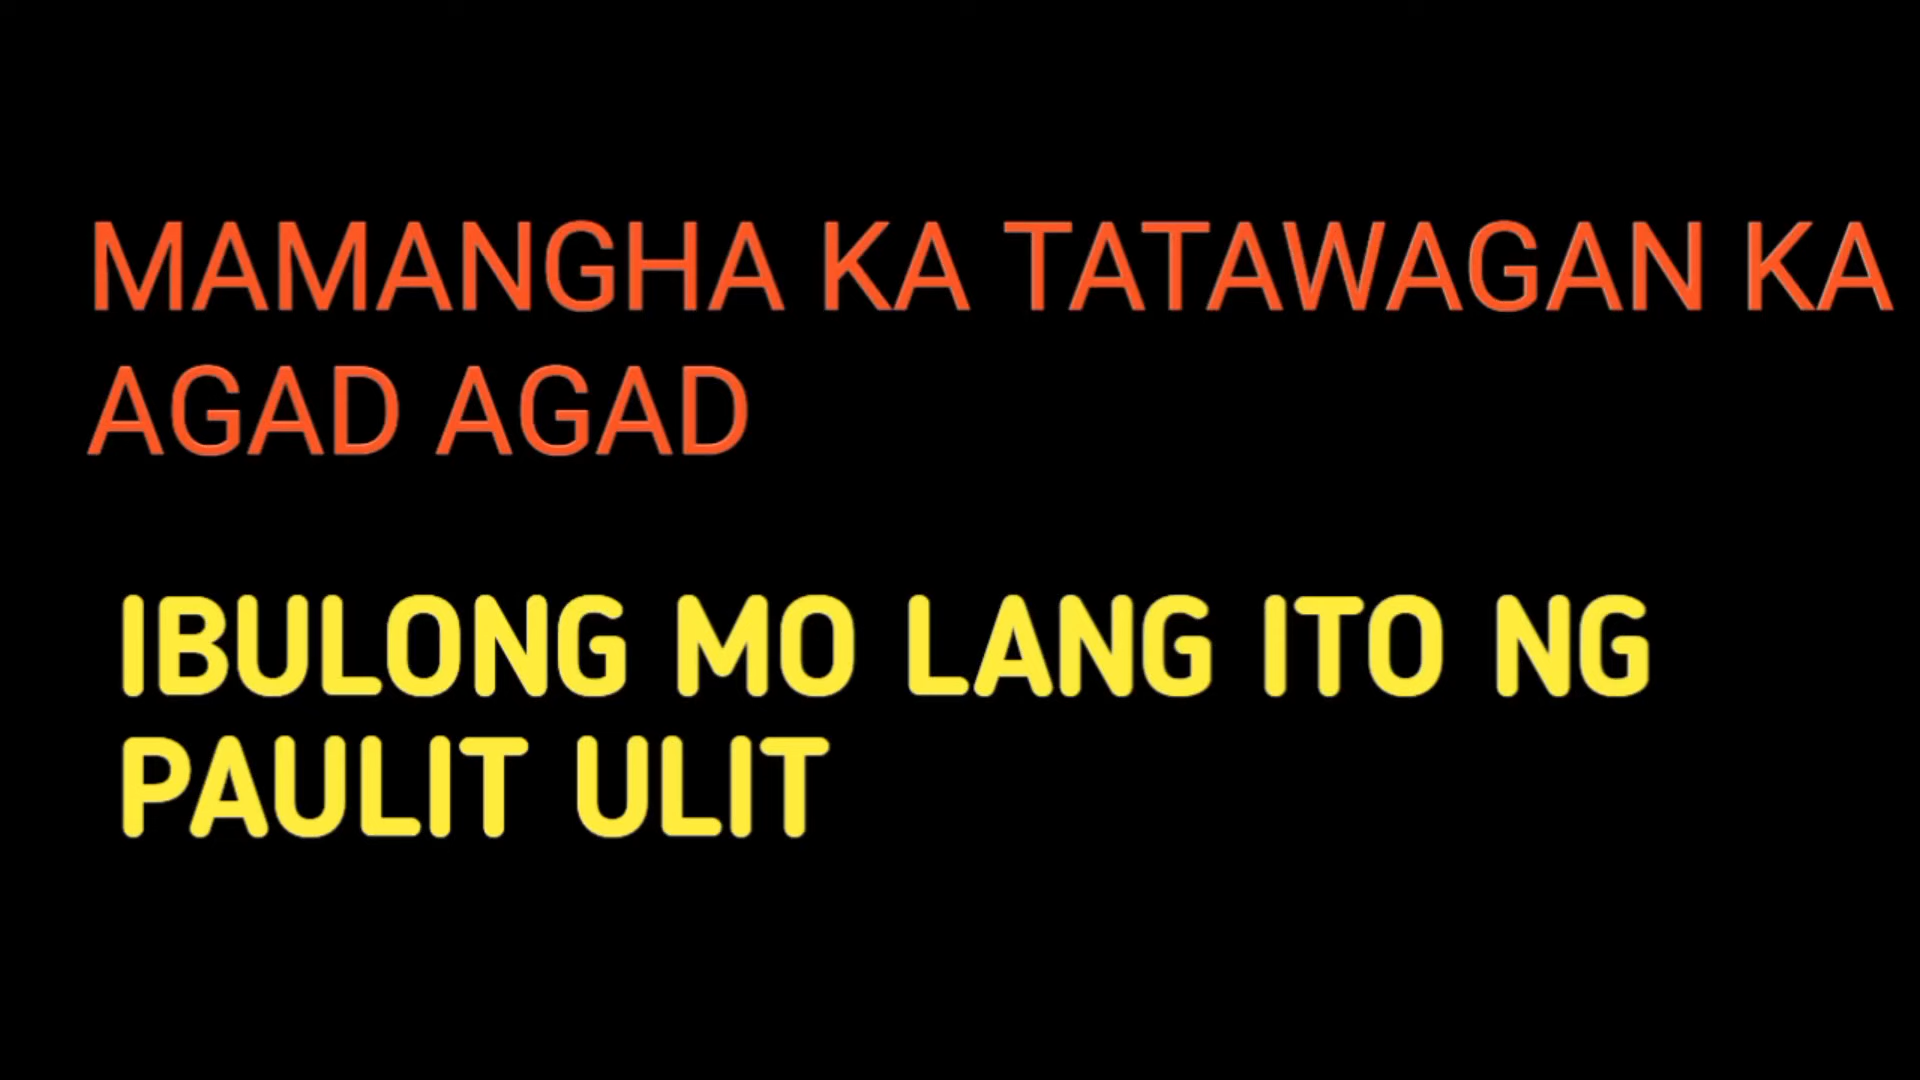 MAMANGHA KA TATAWAGAN KA
AGAD AGAD
IBULONG MO LANG ITO NG
PAULIT ULIT